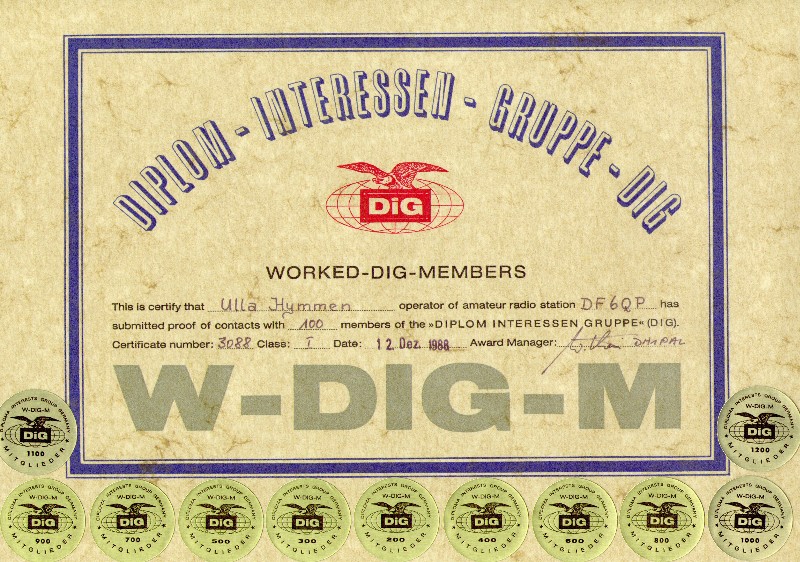 DIPLOM - INTERESSEN - GRUPPE - DIG
DiG
WORKED-DIG-MEMBERS
This is certify that Ulla Hymmen operator of amateur radio station DF6QP has
submitted proof of contacts with 100 members of the »DIPLOM INTERESSEN GRUPPE« (DIG).
Certificate number: 3088 Class: I Date: 12. Dez. 1988 Award Manager:
W-DIG-M
DIPLOMA INTERESTS GROUP GERMANY
W-DIG-M
DiG
1100
MITGLIEDER
DIPLOMA INTERESTS GROUP GERMANY
W-DIG-M
DiG
1200
MITGLIEDER
DIPLOMA INTERESTS GROUP GERMANY
W-DIG-M
DiG
900
MITGLIEDER
DIPLOMA INTERESTS GROUP GERMANY
W-DIG-M
DiG
700
MITGLIEDER
DIPLOMA INTERESTS GROUP GERMANY
W-DIG-M
DiG
500
MITGLIEDER
DIPLOMA INTERESTS GROUP GERMANY
W-DIG-M
DiG
300
MITGLIEDER
DIPLOMA INTERESTS GROUP GERMANY
W-DIG-M
DiG
200
MITGLIEDER
DIPLOMA INTERESTS GROUP GERMANY
W-DIG-M
DiG
400
MITGLIEDER
DIPLOMA INTERESTS GROUP GERMANY
W-DIG-M
DiG
600
MITGLIEDER
DIPLOMA INTERESTS GROUP GERMANY
W-DIG-M
DiG
800
MITGLIEDER
DIPLOMA INTERESTS GROUP GERMANY
W-DIG-M
DiG
1000
MITGLIEDER